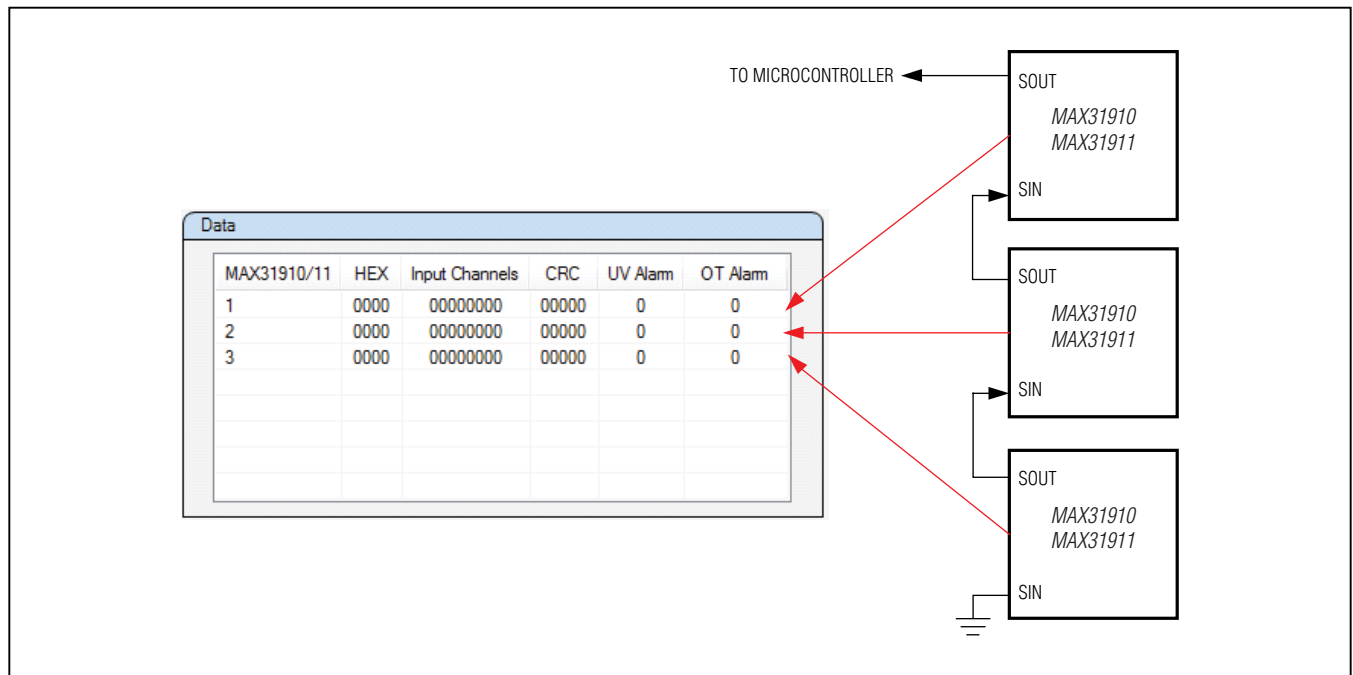 TO MICROCONTROLLER
SOUT
MAX31910
MAX31911
SIN
Data
MAX31910/11 HEX Input Channels CRC UV Alarm OT Alarm
1 0000 00000000 00000 0 0
2 0000 00000000 00000 0 0
3 0000 00000000 00000 0 0
SOUT
MAX31910
MAX31911
SIN
SOUT
MAX31910
MAX31911
SIN